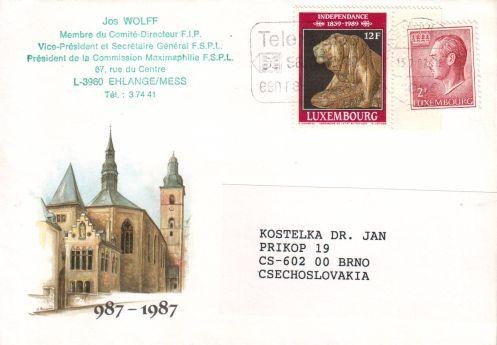 Jos WOLFF
Membre du Comité-Directeur F.I.P.
Vice-Président et Secrétaire Général F.S.P.L.
Président de la Commission Maximaphilie F.S.P.L.
67, rue du Centre
L-3960 EHLANGE/MESS
Tél.: 3.74 41
Tele
INDEPENDANCE
1839-1989
12F
LUXEMBOURG
2F
LUXEMBOURG
KOSTELKA DR. JAN
PRIKOP 19
CS-602 00 BRNO
CSECHOSLOVAKIA
987-1987